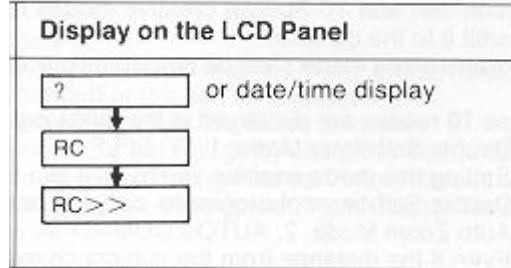 Display on the LCD Panel
? or date/time display
RC
RC>>